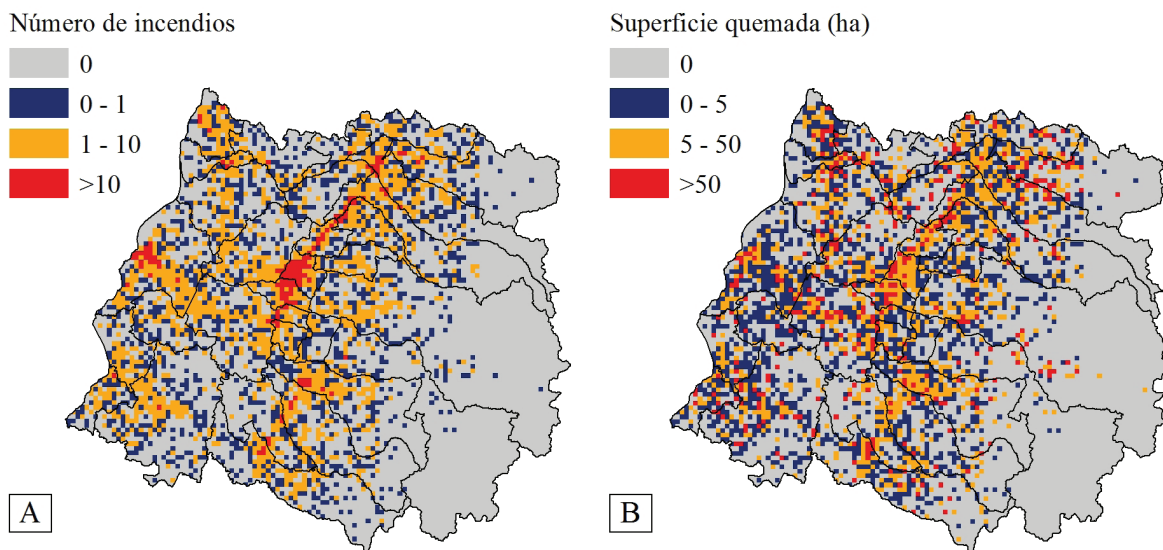 Número de incendios
0
0 - 1
1 - 10
>10
A
Superficie quemada (ha)
0
0 - 5
5 - 50
>50
B